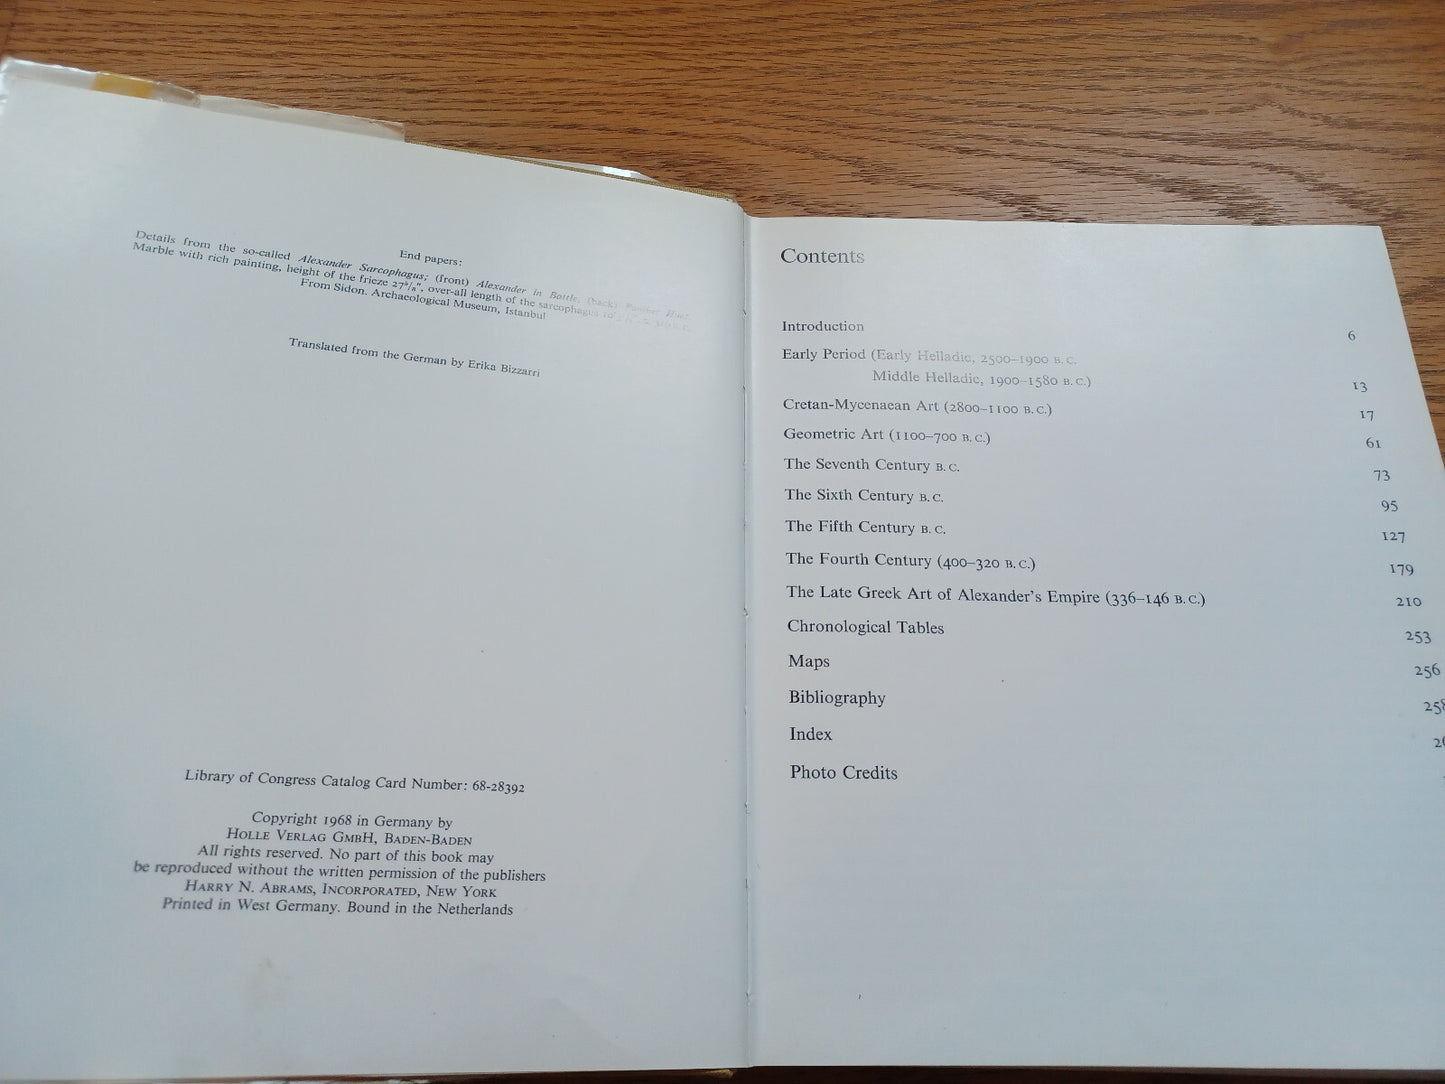 End papers:
Details from the so-called Alexander Sarcophagus; (front) Alexander in Battle, (back) Panther Hunt.
Marble with rich painting, height of the frieze 27⅝", over-all length of the sarcophagus
From Sidon. Archaeological Museum, Istanbul
Translated from the German by Erika Bizzarri
Library of Congress Catalog Card Number: 68-28392
Copyright 1968 in Germany by
HOLLE VERLAG GMBH, BADEN-BADEN
All rights reserved. No part of this book may
be reproduced without the written permission of the publishers
HARRY N. ABRAMS, INCORPORATED, NEW YORK
Printed in West Germany. Bound in the Netherlands
Contents
Introduction 6
Early Period (Early Helladic, 2500–1900 B.C.
Middle Helladic, 1900–1580 B.C.) 13
Cretan-Mycenaean Art (2800–1100 B.C.) 17
Geometric Art (1100–700 B.C.) 61
The Seventh Century B.C. 73
The Sixth Century B.C. 95
The Fifth Century B.C. 127
The Fourth Century (400–320 B.C.) 179
The Late Greek Art of Alexander's Empire (336–146 B.C.) 210
Chronological Tables 253
Maps 256
Bibliography 258
Index
Photo Credits